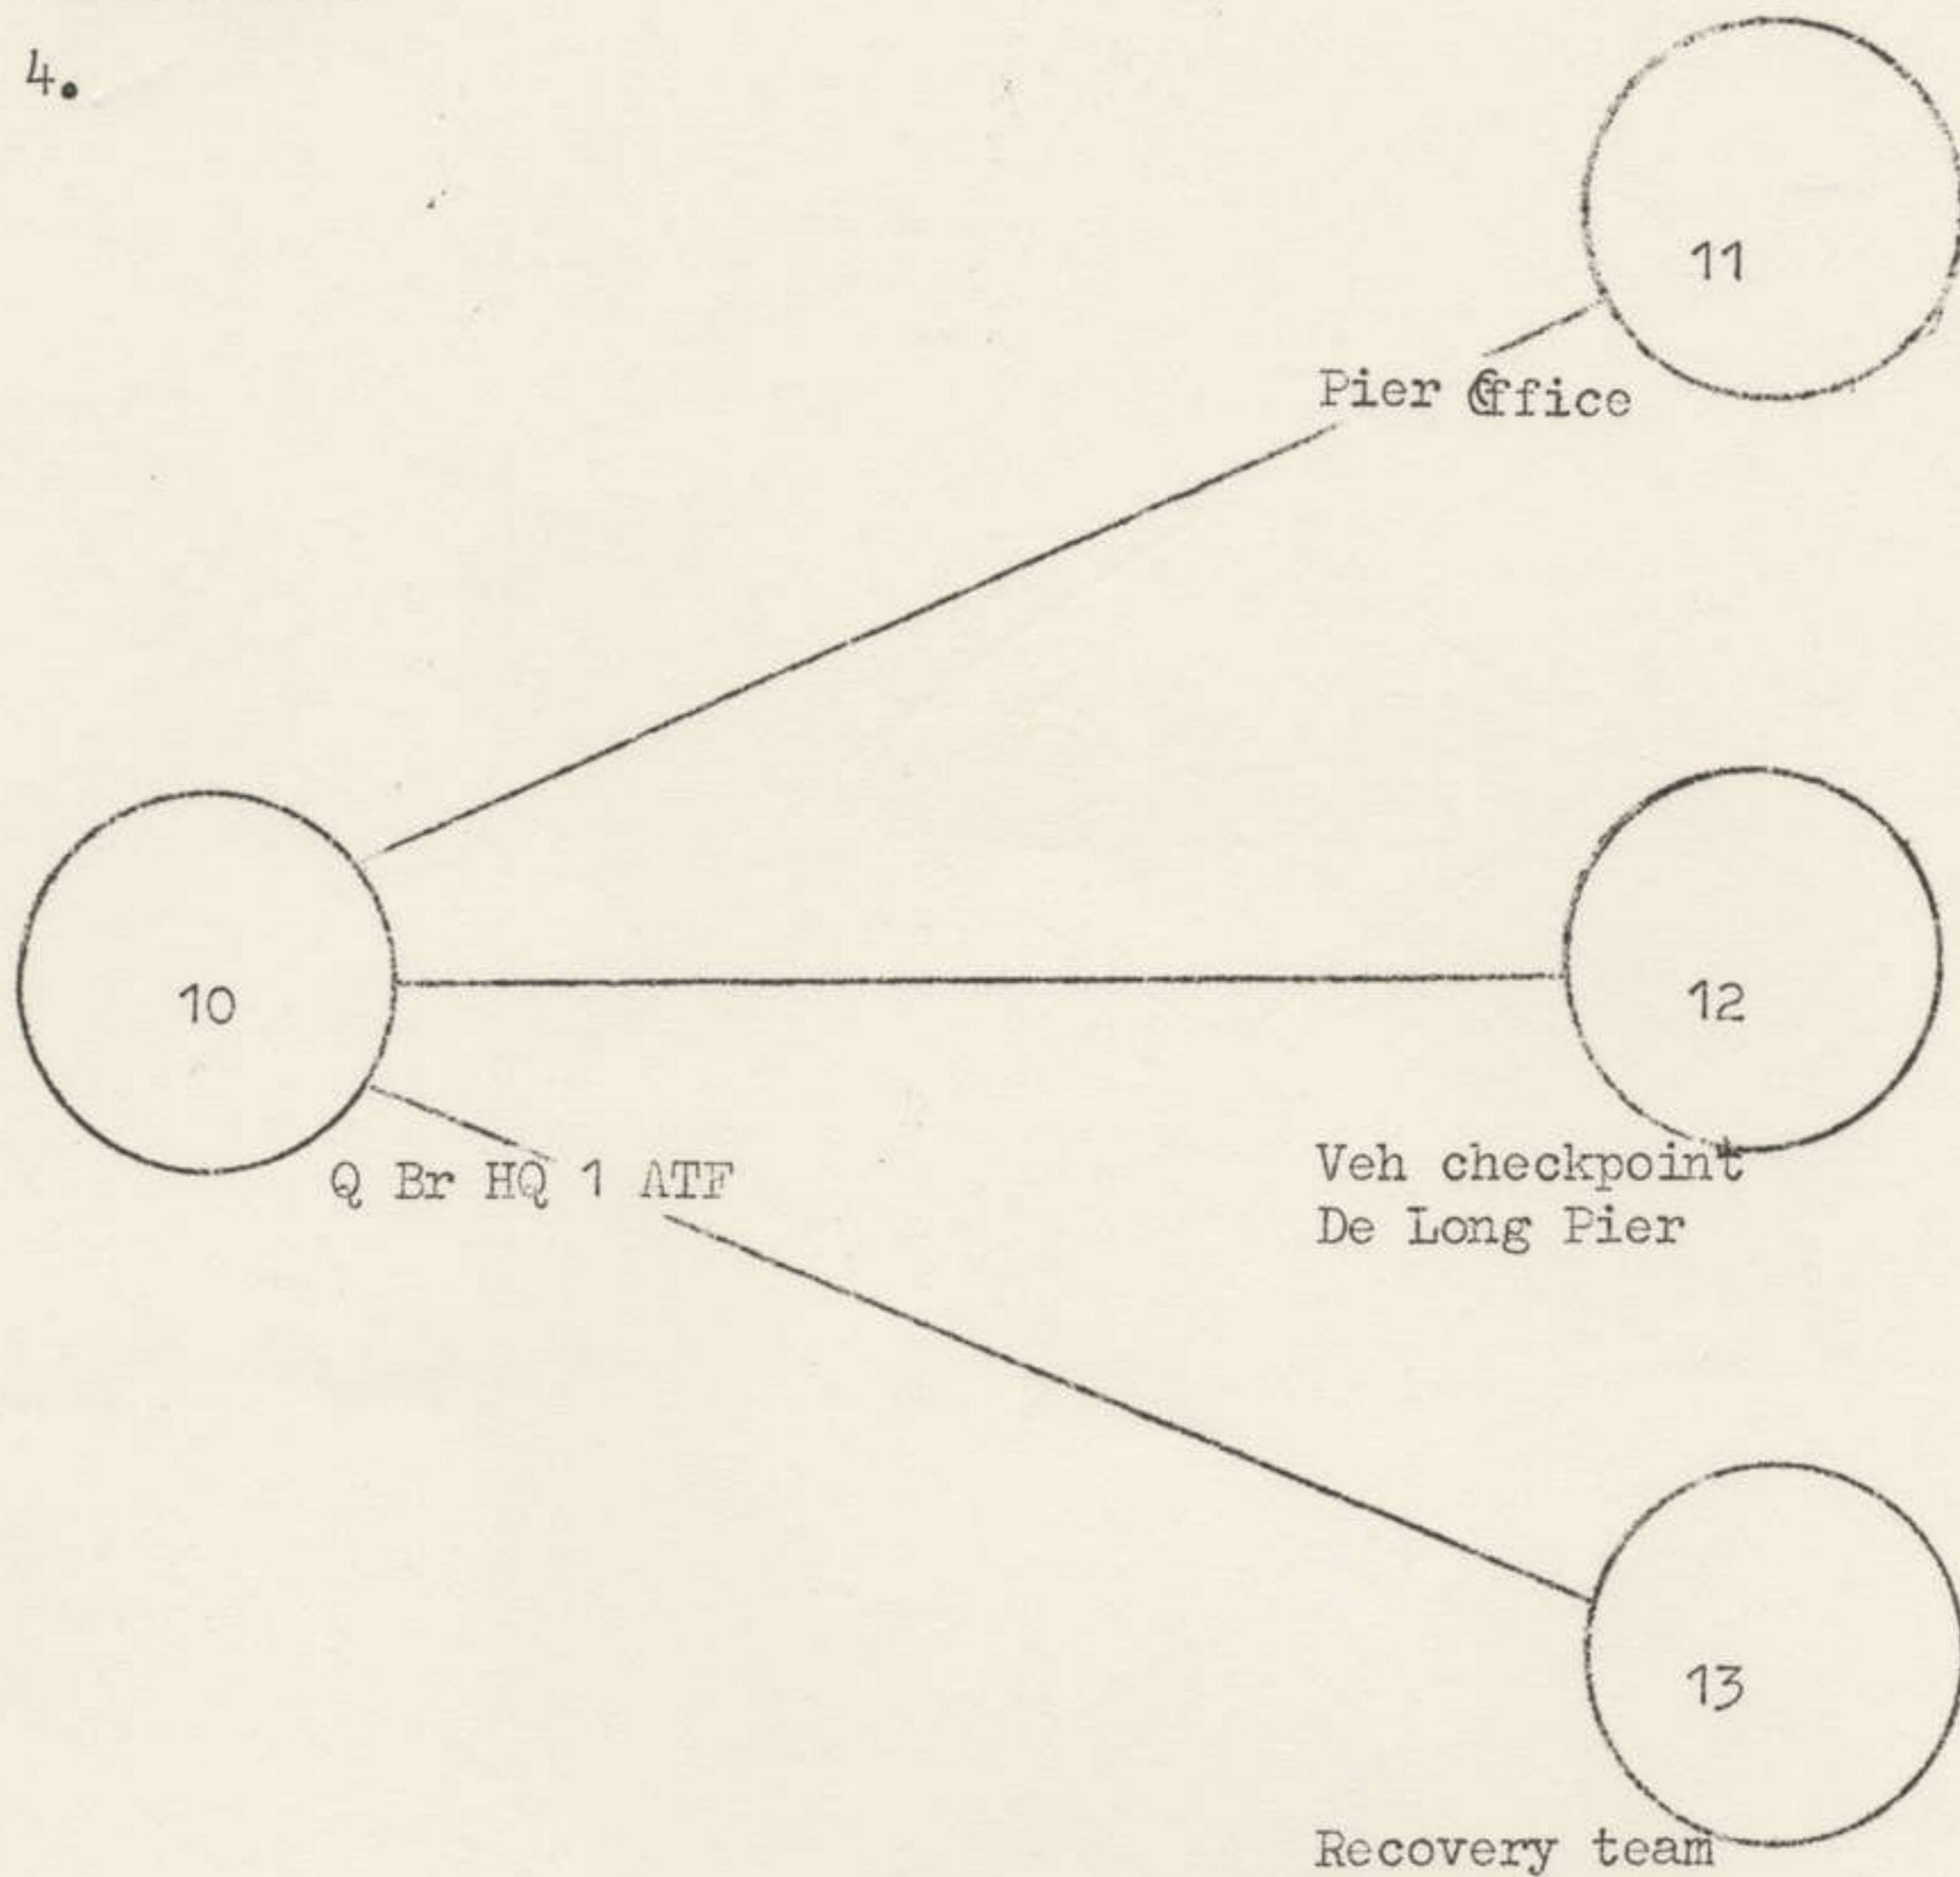 4.
11
Pier Office
10
12
Q Br HQ 1 ATF
Veh checkpoint
De Long Pier
13
Recovery team